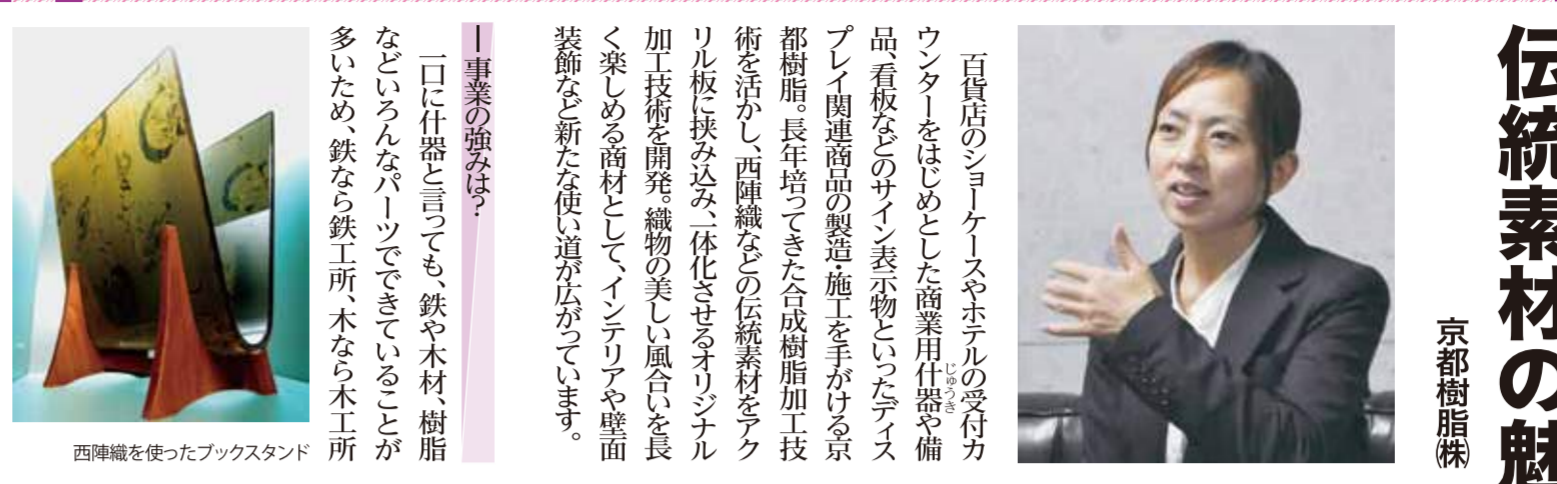 伝統素材の魅
京都樹脂㈱
百貨店のショーケースやホテルの受付カ
ウンターをはじめとした商業用什器や備
じゅうき
品、看板などのサイン表示物といったディス
プレイ関連商品の製造・施工を手がける京
都樹脂。長年培ってきた合成樹脂加工技
術を活かし、西陣織などの伝統素材をアク
リル板に挟み込み、一体化させるオリジナル
加工技術を開発。織物の美しい風合いを長
く楽しめる商材として、インテリアや壁面
装飾など新たな使い道が広がっています。
ー事業の強みは?
一口に什器と言っても、鉄や木材、樹脂
などいろんなパーツでできていることが
多いため、鉄なら鉄工所、木なら木工所
西陣織を使ったブックスタンド